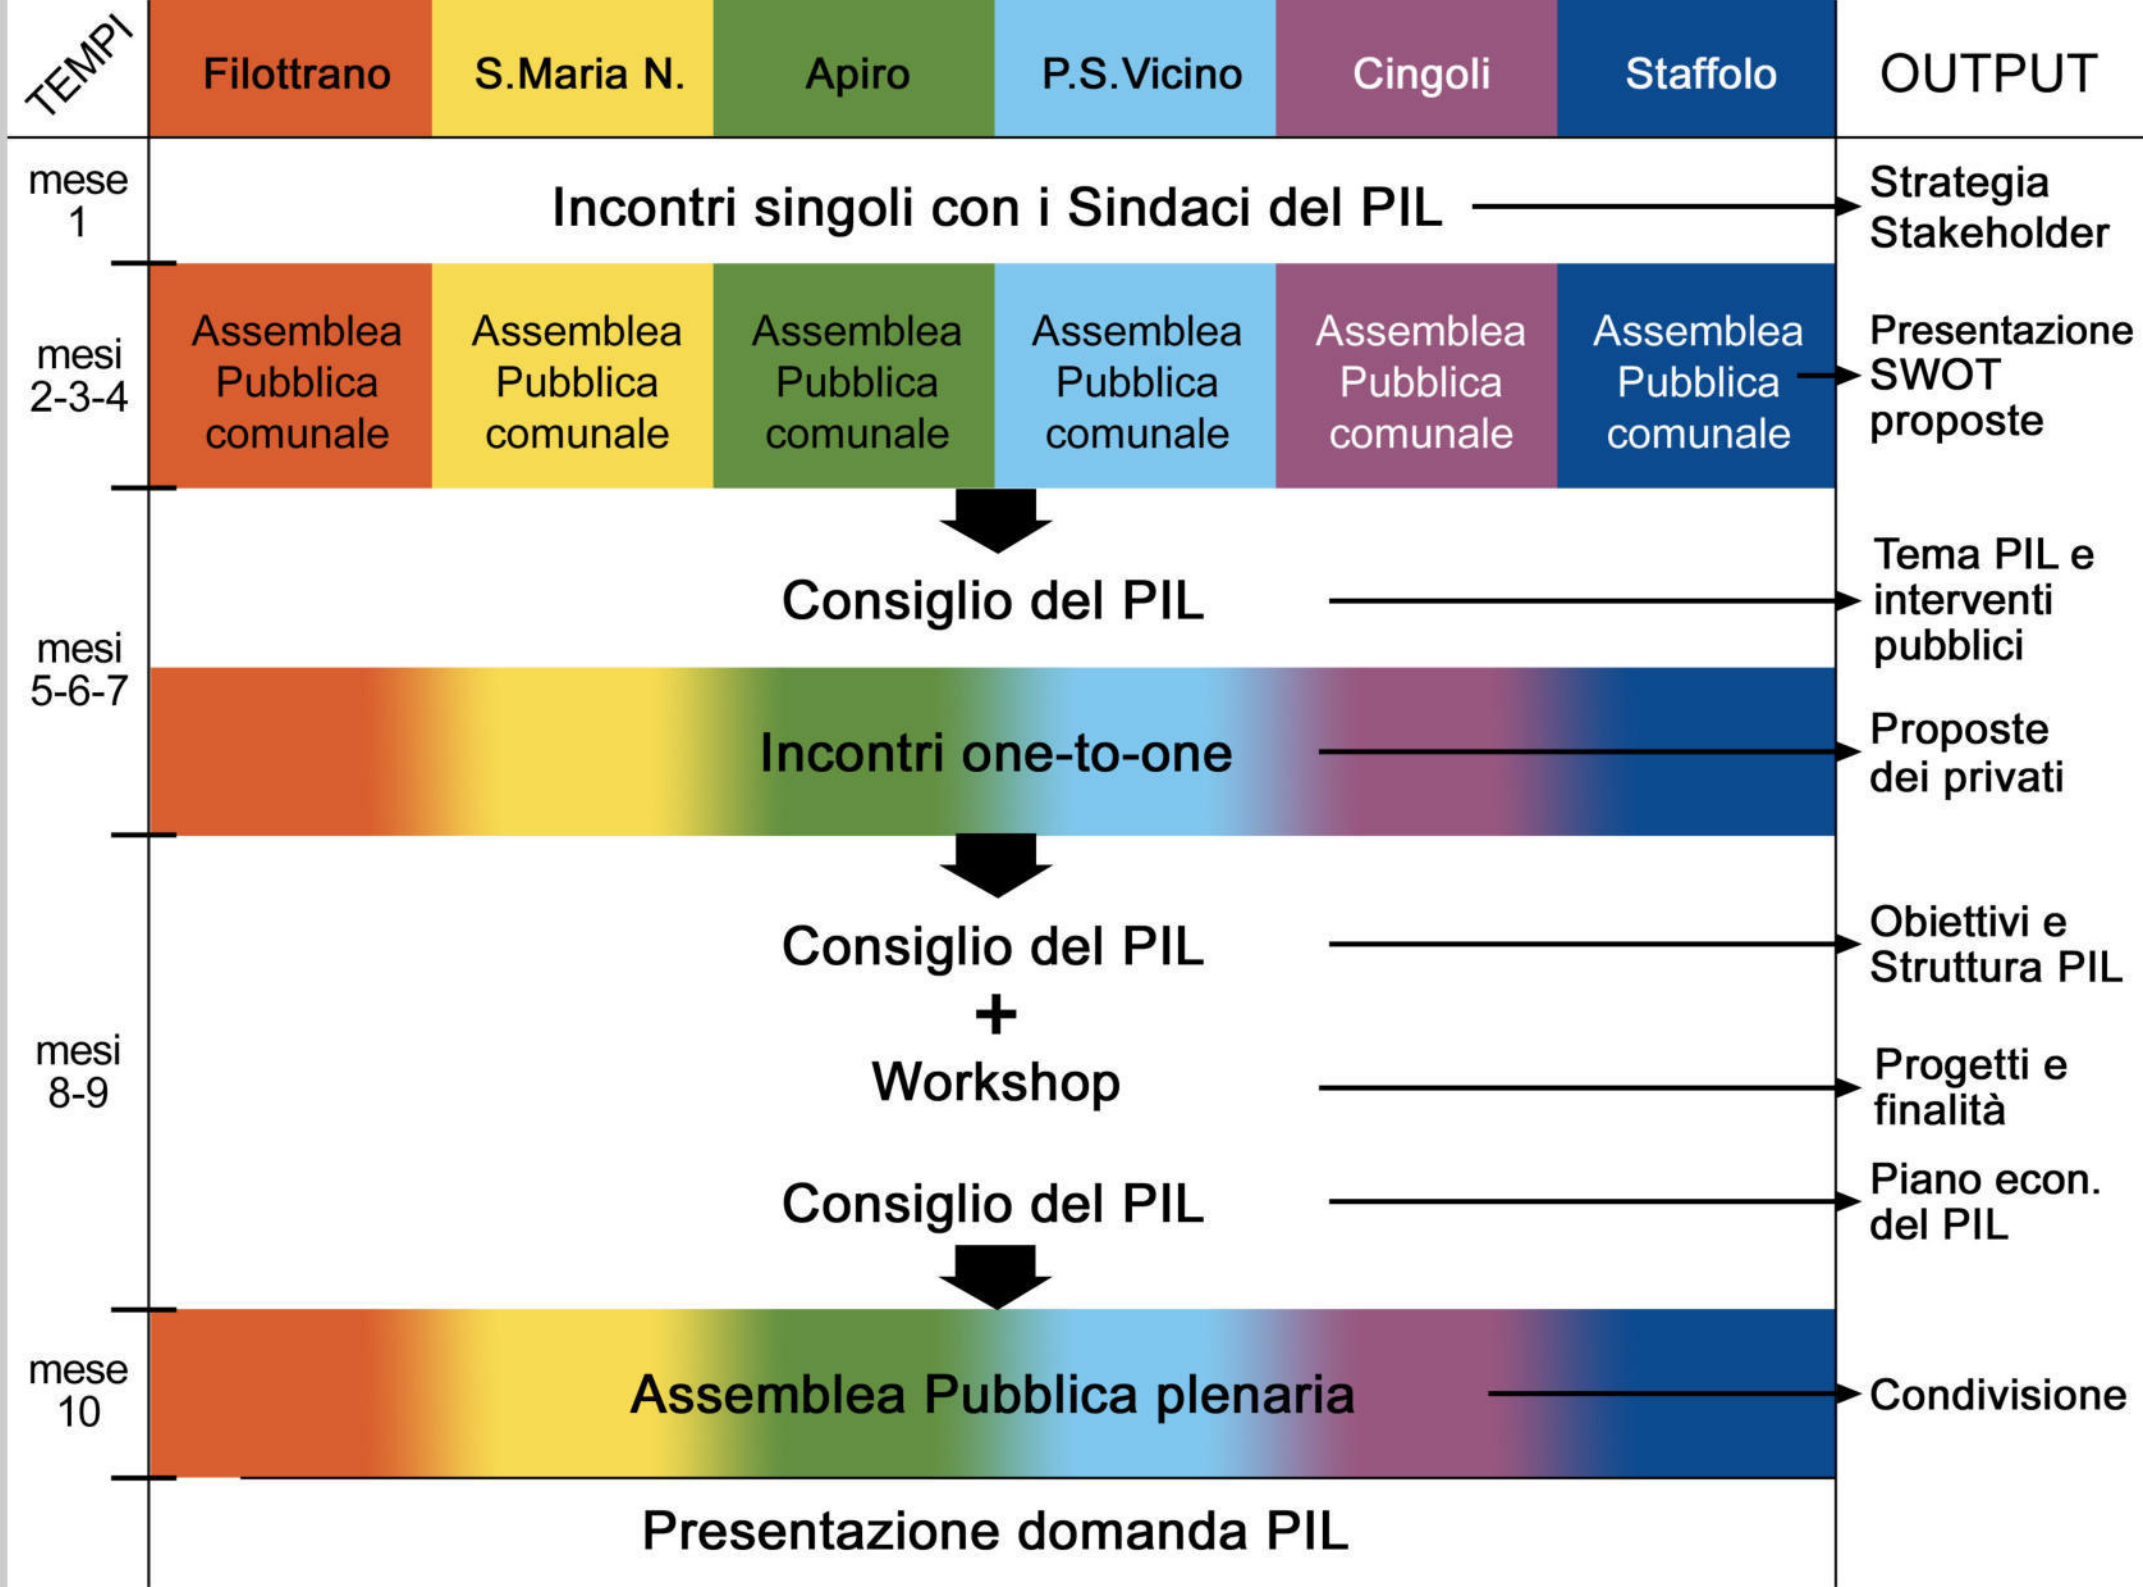 TEMPI
Filottrano
S.Maria N.
Apiro
P.S.Vicino
Cingoli
Staffolo
OUTPUT
mese
1
Incontri singoli con i Sindaci del PIL
Strategia
Stakeholder
mesi
2-3-4
Assemblea
Pubblica
comunale
Assemblea
Pubblica
comunale
Assemblea
Pubblica
comunale
Assemblea
Pubblica
comunale
Assemblea
Pubblica
comunale
Assemblea
Pubblica
comunale
Presentazione
SWOT
proposte
mesi
5-6-7
Consiglio del PIL
Tema PIL e
interventi
pubblici
Incontri one-to-one
Proposte
dei privati
mesi
8-9
Consiglio del PIL
Obiettivi e
Struttura PIL
+
Workshop
Progetti e
finalità
Consiglio del PIL
Piano econ.
del PIL
mese
10
Assemblea Pubblica plenaria
Condivisione
Presentazione domanda PIL